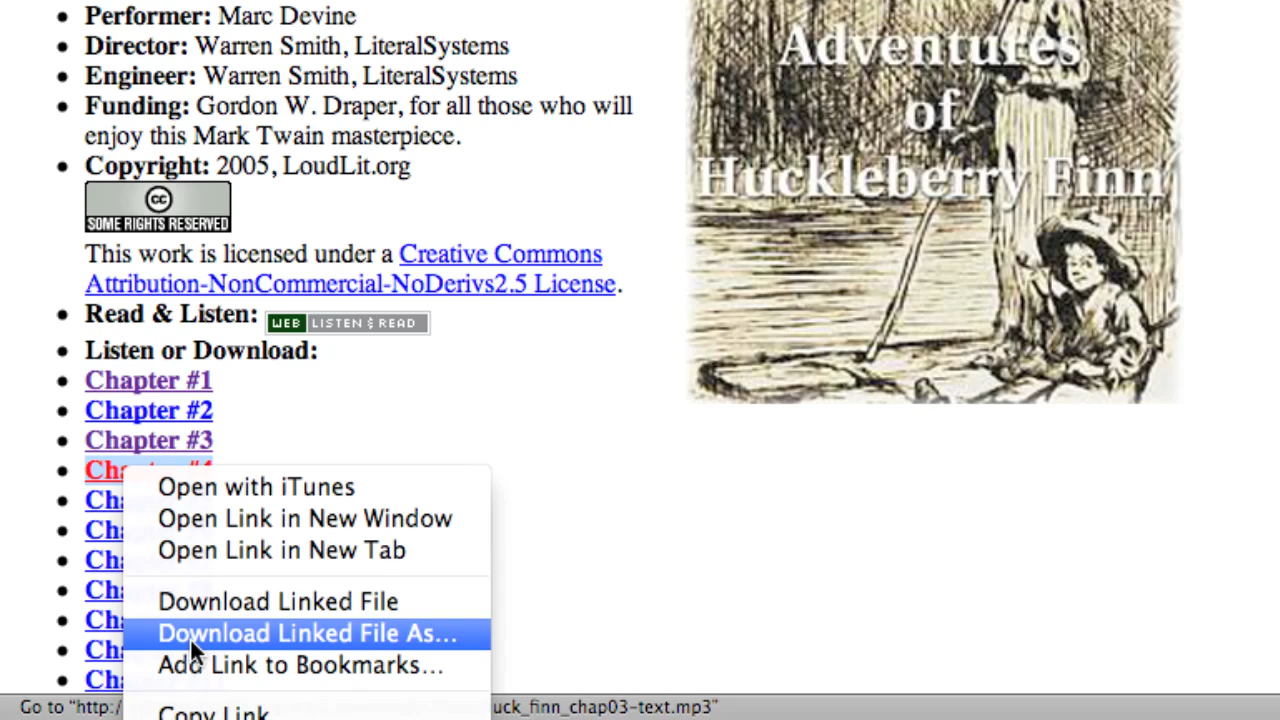 Performer: Marc Devine
Director: Warren Smith, LiteralSystems
Engineer: Warren Smith, LiteralSystems
Funding: Gordon W. Draper, for all those who will
enjoy this Mark Twain masterpiece.
Copyright: 2005, LoudLit.org
cc
SOME RIGHTS RESERVED
This work is licensed under a Creative Commons
Attribution-NonCommercial-NoDerivs2.5 License.
Read & Listen: WEB LISTEN & READ
Listen or Download:
Chapter #1
Chapter #2
Chapter #3
Open with iTunes
Open Link in New Window
Open Link in New Tab
Download Linked File
Download Linked File As...
Add Link to Bookmarks...
Copy Link
Go to "http:/
uck_finn_chap03-text.mp3"
Adventures
of
Huckleberry Finn